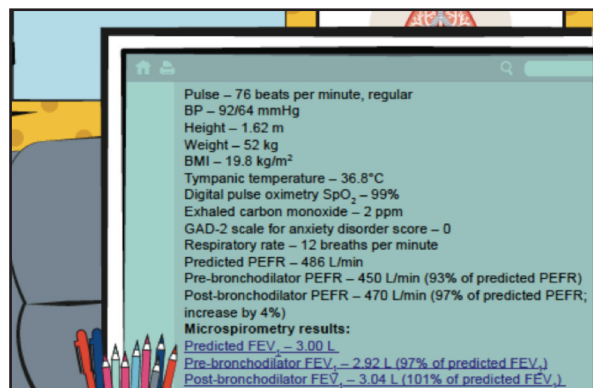 Pulse – 76 beats per minute, regular
BP – 92/64 mmHg
Height – 1.62 m
Weight – 52 kg
BMI – 19.8 kg/m²
Tympanic temperature – 36.8°C
Digital pulse oximetry SpO₂ – 99%
Exhaled carbon monoxide – 2 ppm
GAD-2 scale for anxiety disorder score – 0
Respiratory rate – 12 breaths per minute
Predicted PEFR – 486 L/min
Pre-bronchodilator PEFR – 450 L/min (93% of predicted PEFR)
Post-bronchodilator PEFR – 470 L/min (97% of predicted PEFR;
increase by 4%)
Microspirometry results:
Predicted FEV₁ – 3.00 L
Pre-bronchodilator FEV₁ – 2.92 L (97% of predicted FEV₁)
Post-bronchodilator FEV₁ – 3.04 L (101% of predicted FEV₁)